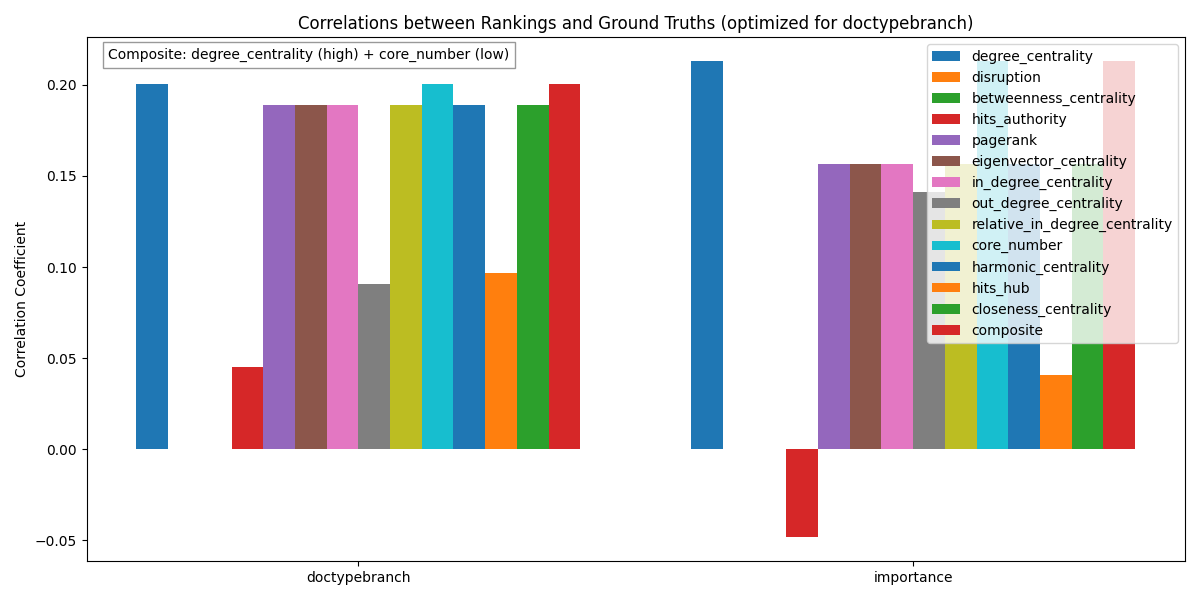 Correlations between Rankings and Ground Truths (optimized for doctypebranch)
Composite: degree_centrality (high) + core_number (low)
degree_centrality
disruption
betweenness_centrality
hits_authority
pagerank
eigenvector_centrality
in_degree_centrality
out_degree_centrality
relative_in_degree_centrality
core_number
harmonic_centrality
hits_hub
closeness_centrality
composite
Correlation Coefficient
0.20
0.15
0.10
0.05
0.00
−0.05
doctypebranch
importance